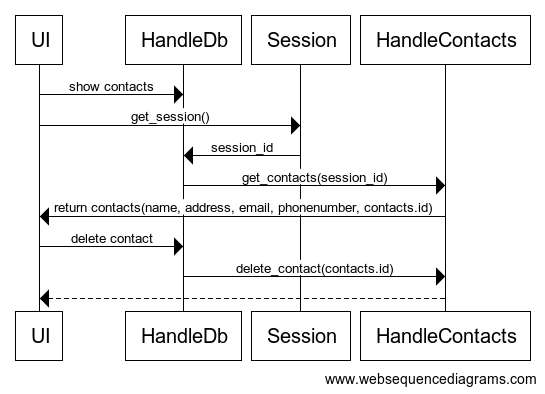 UI HandleDb Session HandleContacts
show contacts
get_session()
session_id
get_contacts(session_id)
return contacts(name, address, email, phonenumber, contacts.id)
delete contact
delete_contact(contacts.id)
UI HandleDb Session HandleContacts
www.websequencediagrams.com